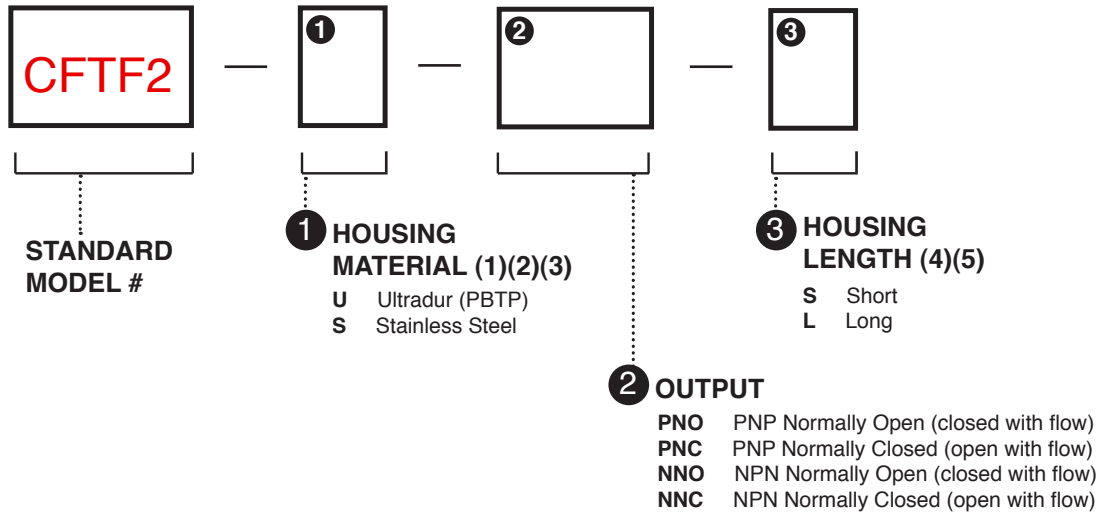 CFTF2
1
2
3
STANDARD
MODEL #
1 HOUSING
MATERIAL (1)(2)(3)
U Ultradur (PBTP)
S Stainless Steel
3 HOUSING
LENGTH (4)(5)
S Short
L Long
2 OUTPUT
PNO PNP Normally Open (closed with flow)
PNC PNP Normally Closed (open with flow)
NNO NPN Normally Open (closed with flow)
NNC NPN Normally Closed (open with flow)